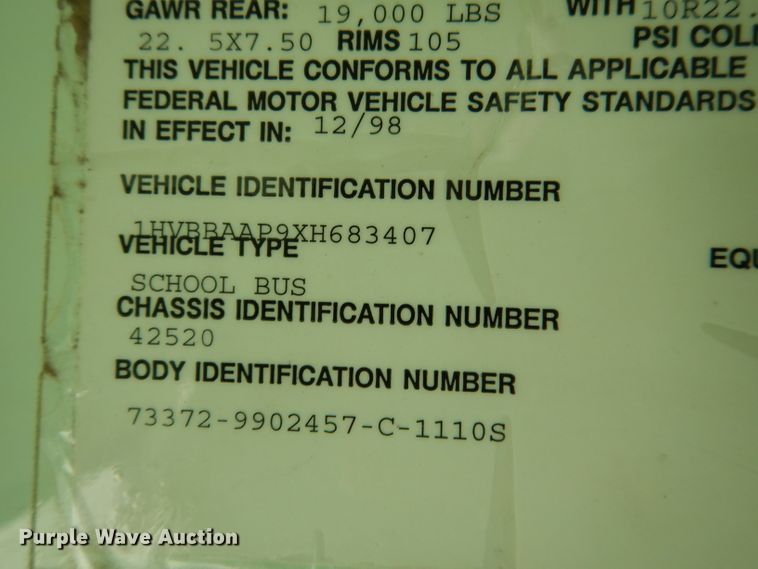 GAWR REAR: 19,000 LBS WITH 10R22.
22. 5X7.50 RIMS 105 PSI COL
THIS VEHICLE CONFORMS TO ALL APPLICABLE
FEDERAL MOTOR VEHICLE SAFETY STANDARDS
IN EFFECT IN: 12/98
VEHICLE IDENTIFICATION NUMBER
1HVBBAAP9XH683407
VEHICLE TYPE EQU
SCHOOL BUS
CHASSIS IDENTIFICATION NUMBER
42520
BODY IDENTIFICATION NUMBER
73372-9902457-C-1110S
Purple Wave Auction